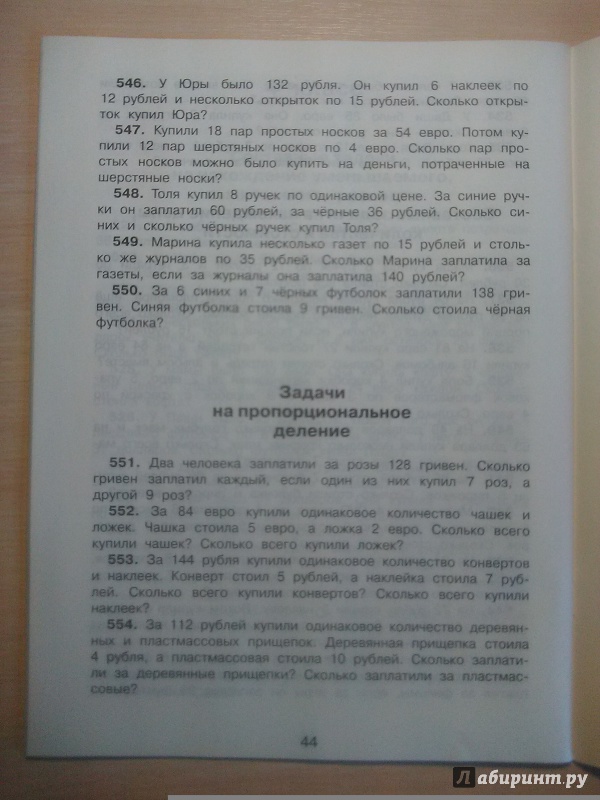 546. У Юры было 132 рубля. Он купил 6 наклеек по
12 рублей и несколько открыток по 15 рублей. Сколько откры-
ток купил Юра?
547. Купили 18 пар простых носков за 54 евро. Потом ку-
пили 12 пар шерстяных носков по 4 евро. Сколько пар про-
стых носков можно было купить на деньги, потраченные на
шерстяные носки?
548. Толя купил 8 ручек по одинаковой цене. За синие руч-
ки он заплатил 60 рублей, за чёрные 36 рублей. Сколько си-
них и сколько чёрных ручек купил Толя?
549. Марина купила несколько газет по 15 рублей и столь-
ко же журналов по 35 рублей. Сколько Марина заплатила за
газеты, если за журналы она заплатила 140 рублей?
550. За 6 синих и 7 чёрных футболок заплатили 138 гри-
вен. Синяя футболка стоила 9 гривен. Сколько стоила чёрная
футболка?
Задачи
на пропорциональное
деление
551. Два человека заплатили за розы 128 гривен. Сколько
гривен заплатил каждый, если один из них купил 7 роз, а
другой 9 роз?
552. За 84 евро купили одинаковое количество чашек и
ложек. Чашка стоила 5 евро, а ложка 2 евро. Сколько всего
купили чашек? Сколько всего купили ложек?
553. За 144 рубля купили одинаковое количество конвертов
и наклеек. Конверт стоил 5 рублей, а наклейка стоила 7 руб-
лей. Сколько всего купили конвертов? Сколько всего купили
наклеек?
554. За 112 рублей купили одинаковое количество деревян-
ных и пластмассовых прищепок. Деревянная прищепка стоила
4 рубля, а пластмассовая стоила 10 рублей. Сколько заплати-
ли за деревянные прищепки? Сколько заплатили за пластмас-
совые?
44
Лабиринт.ру